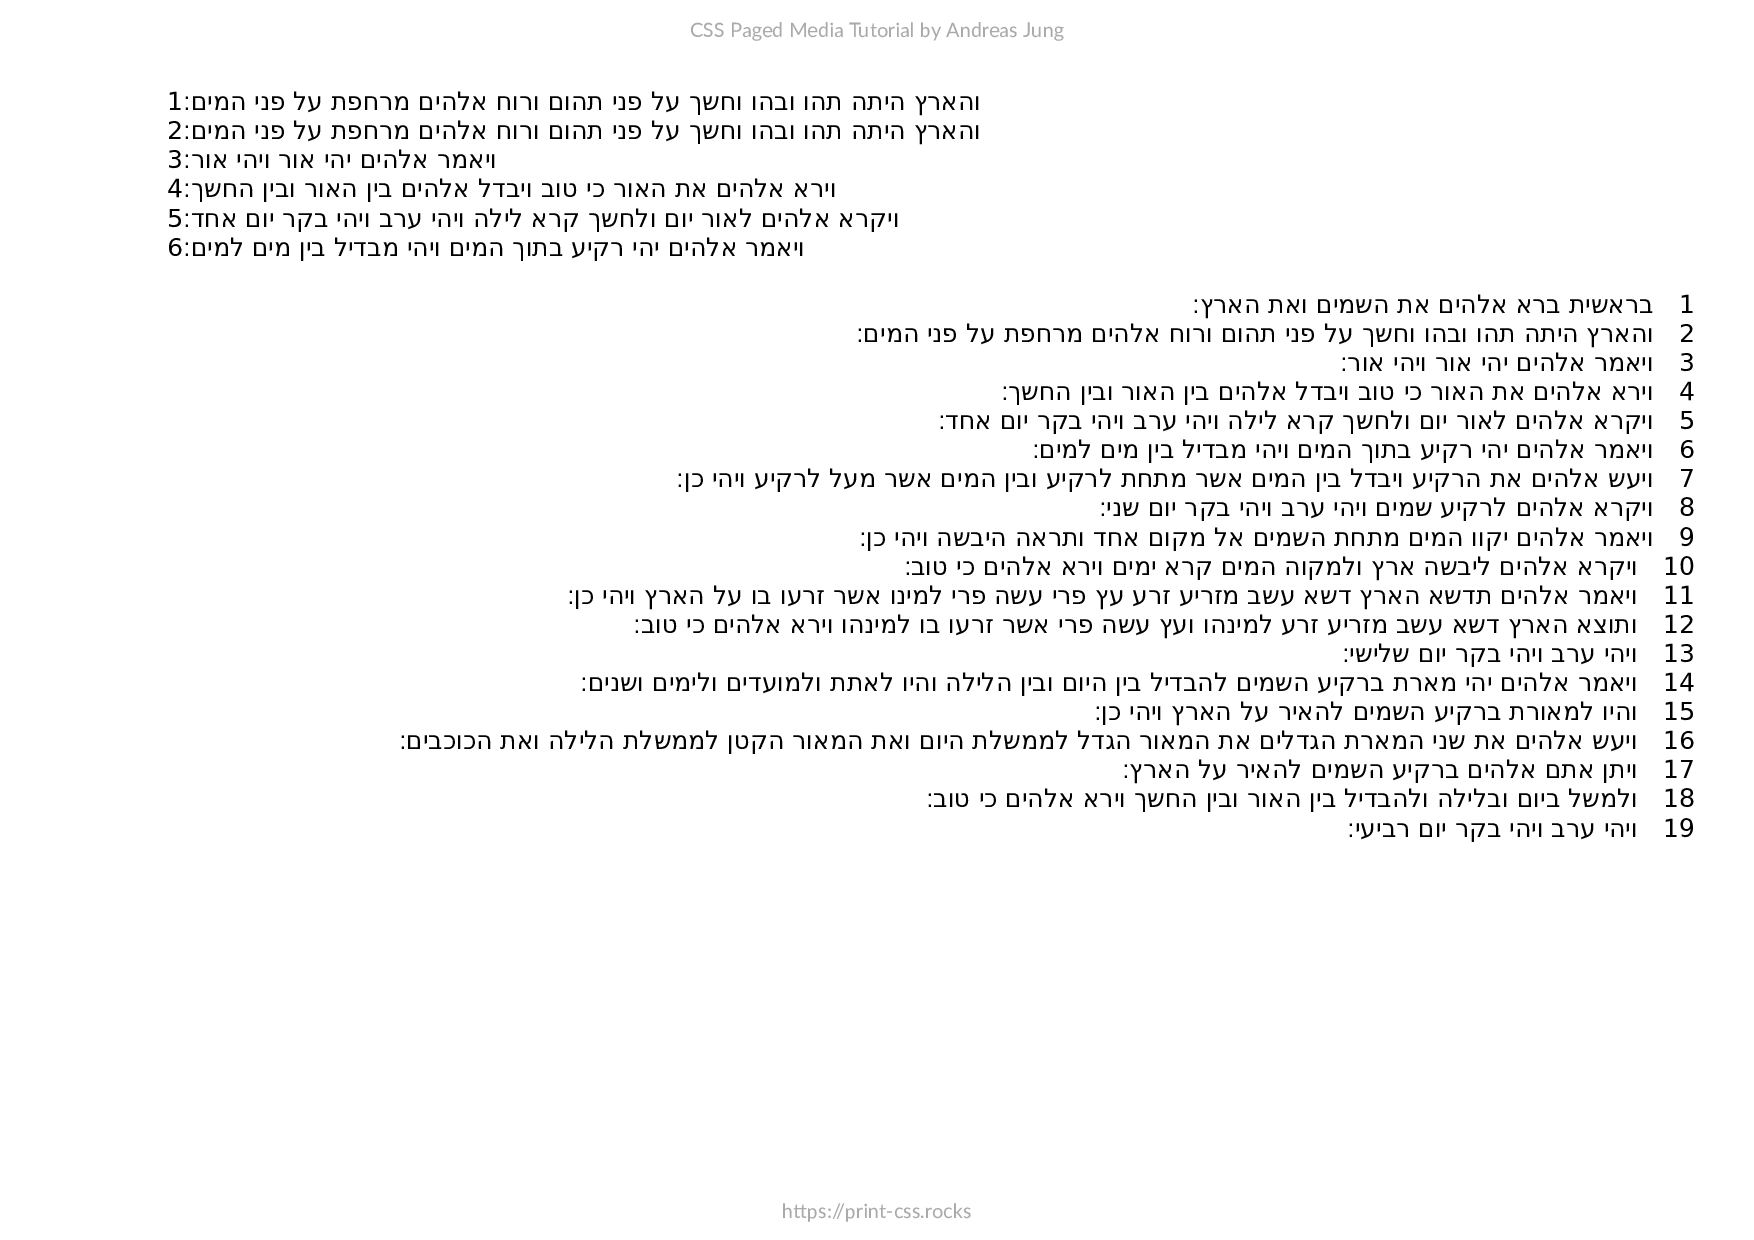 CSS Paged Media Tutorial by Andreas Jung
והארץ היתה תהו ובהו וחשך על פני תהום ורוח אלהים מרחפת על פני המים:1
והארץ היתה תהו ובהו וחשך על פני תהום ורוח אלהים מרחפת על פני המים:2
ויאמר אלהים יהי אור ויהי אור:3
וירא אלהים את האור כי טוב ויבדל אלהים בין האור ובין החשך:4
ויקרא אלהים לאור יום ולחשך קרא לילה ויהי ערב ויהי בקר יום אחד:5
ויאמר אלהים יהי רקיע בתוך המים ויהי מבדיל בין מים למים:6
1 בראשית ברא אלהים את השמים ואת הארץ:
2 והארץ היתה תהו ובהו וחשך על פני תהום ורוח אלהים מרחפת על פני המים:
3 ויאמר אלהים יהי אור ויהי אור:
4 וירא אלהים את האור כי טוב ויבדל אלהים בין האור ובין החשך:
5 ויקרא אלהים לאור יום ולחשך קרא לילה ויהי ערב ויהי בקר יום אחד:
6 ויאמר אלהים יהי רקיע בתוך המים ויהי מבדיל בין מים למים:
7 ויעש אלהים את הרקיע ויבדל בין המים אשר מתחת לרקיע ובין המים אשר מעל לרקיע ויהי כן:
8 ויקרא אלהים לרקיע שמים ויהי ערב ויהי בקר יום שני:
9 ויאמר אלהים יקוו המים מתחת השמים אל מקום אחד ותראה היבשה ויהי כן:
10 ויקרא אלהים ליבשה ארץ ולמקוה המים קרא ימים וירא אלהים כי טוב:
11 ויאמר אלהים תדשא הארץ דשא עשב מזריע זרע עץ פרי עשה פרי למינו אשר זרעו בו על הארץ ויהי כן:
12 ותוצא הארץ דשא עשב מזריע זרע למינהו ועץ עשה פרי אשר זרעו בו למינהו וירא אלהים כי טוב:
13 ויהי ערב ויהי בקר יום שלישי:
14 ויאמר אלהים יהי מארת ברקיע השמים להבדיל בין היום ובין הלילה והיו לאתת ולמועדים ולימים ושנים:
15 והיו למאורת ברקיע השמים להאיר על הארץ ויהי כן:
16 ויעש אלהים את שני המארת הגדלים את המאור הגדל לממשלת היום ואת המאור הקטן לממשלת הלילה ואת הכוכבים:
17 ויתן אתם אלהים ברקיע השמים להאיר על הארץ:
18 ולמשל ביום ובלילה ולהבדיל בין האור ובין החשך וירא אלהים כי טוב:
19 ויהי ערב ויהי בקר יום רביעי:
https://print-css.rocks